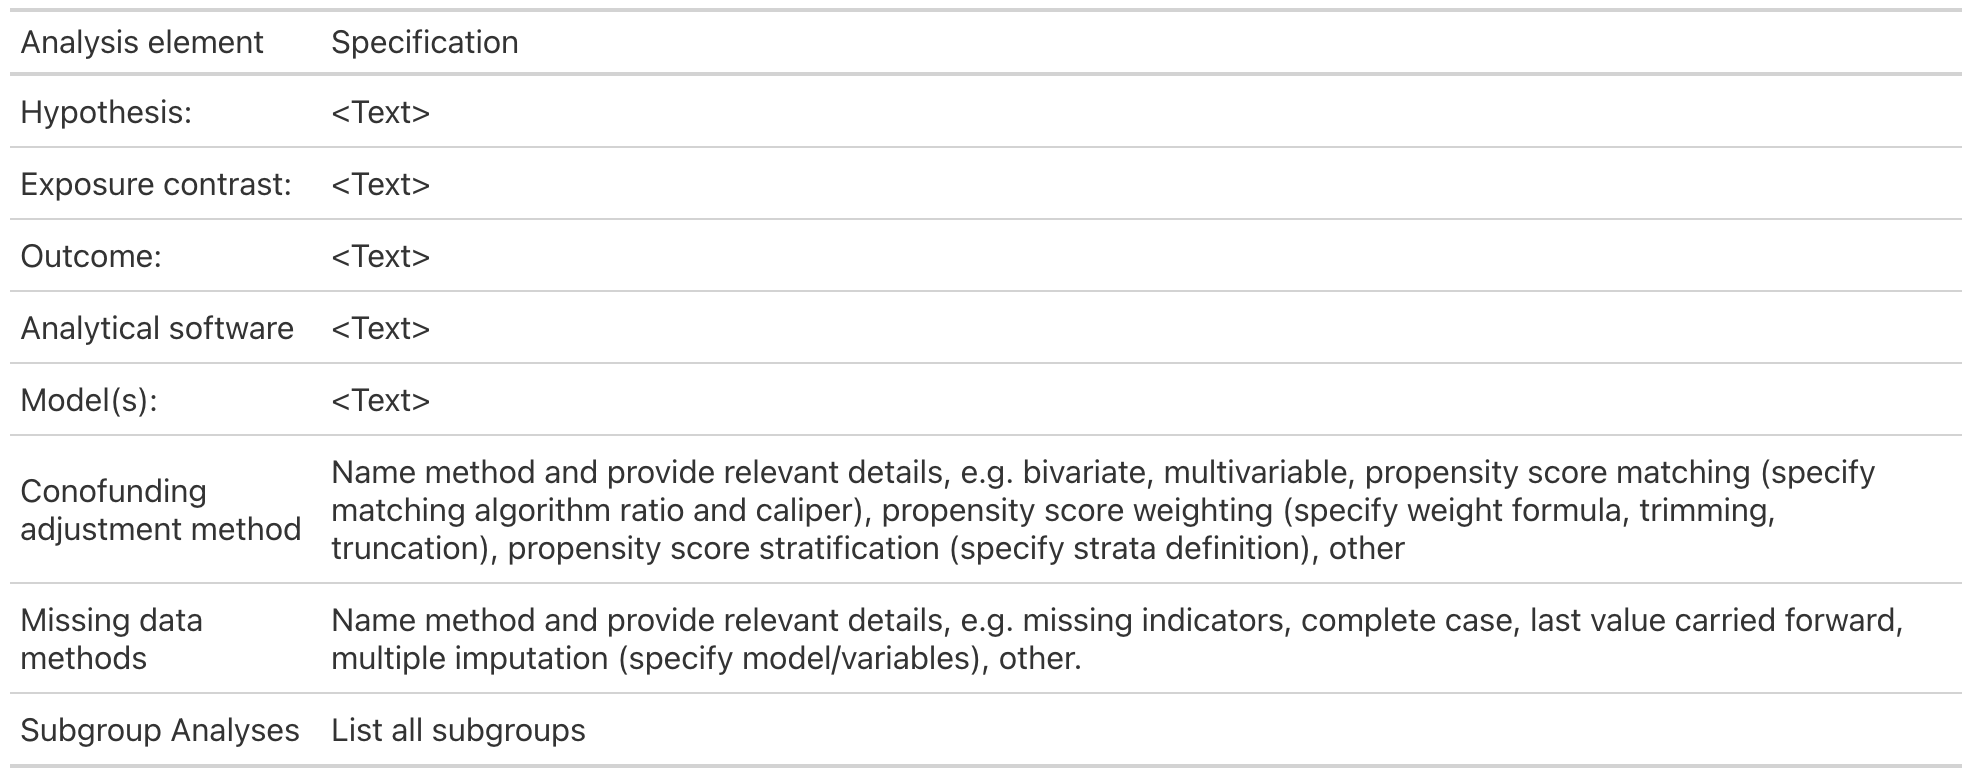 Analysis element Specification
Hypothesis: <Text>
Exposure contrast: <Text>
Outcome: <Text>
Analytical software <Text>
Model(s): <Text>
Conofunding
adjustment method
Name method and provide relevant details, e.g. bivariate, multivariable, propensity score matching (specify
matching algorithm ratio and caliper), propensity score weighting (specify weight formula, trimming,
truncation), propensity score stratification (specify strata definition), other
Missing data
methods
Name method and provide relevant details, e.g. missing indicators, complete case, last value carried forward,
multiple imputation (specify model/variables), other.
Subgroup Analyses List all subgroups